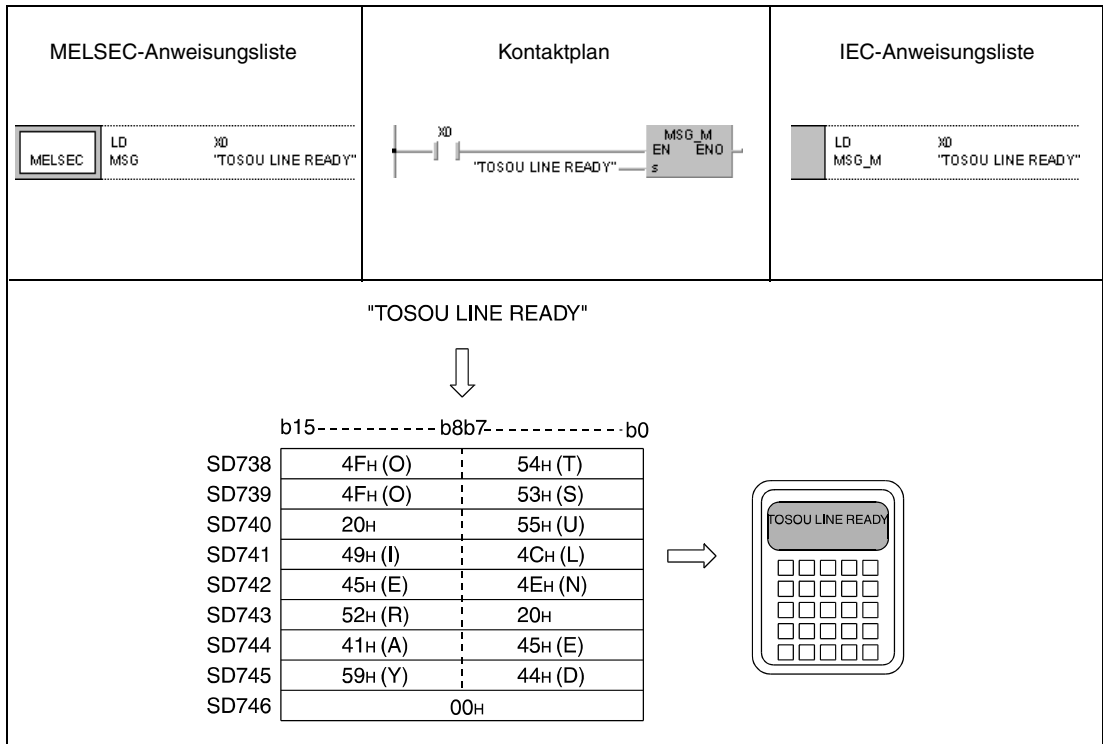 MELSEC-Anweisungsliste
Kontaktplan
IEC-Anweisungsliste
MELSEC
LD X0
MSG "TOSOU LINE READY"
X0
MSG_M
EN ENO
"TOSOU LINE READY" s
LD X0
MSG_M "TOSOU LINE READY"
"TOSOU LINE READY"
b15 b8b7 b0
SD738 4FH (O) 54H (T)
SD739 4FH (O) 53H (S)
SD740 20H 55H (U)
SD741 49H (I) 4CH (L)
SD742 45H (E) 4EH (N)
SD743 52H (R) 20H
SD744 41H (A) 45H (E)
SD745 59H (Y) 44H (D)
SD746 00H
TOSOU LINE READY